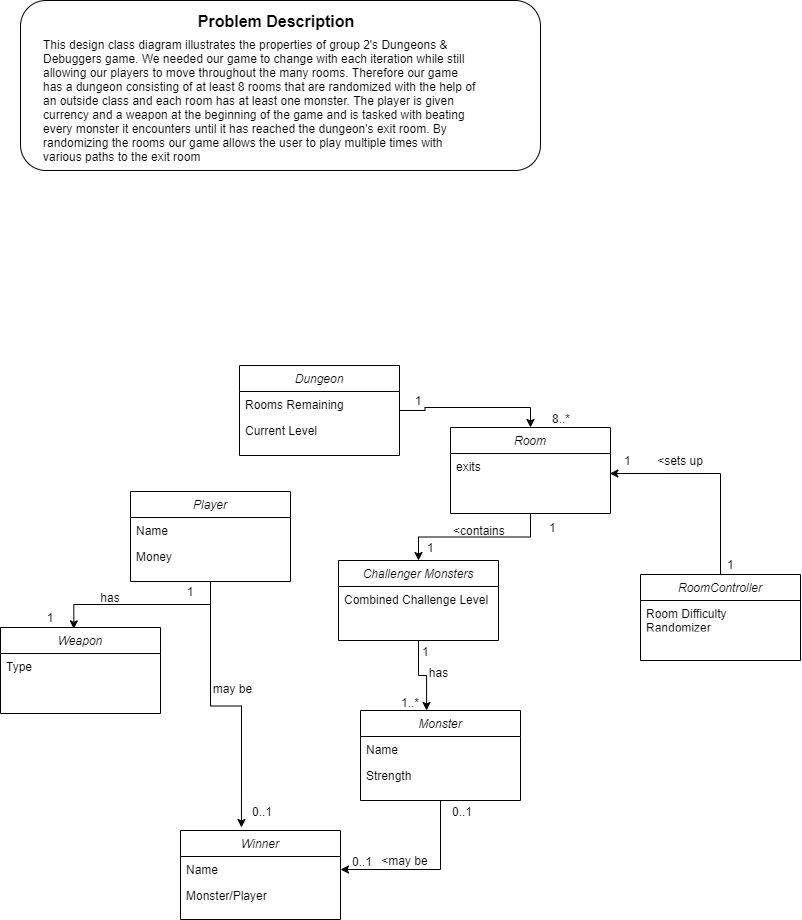 Problem Description
This design class diagram illustrates the properties of group 2's Dungeons &
Debuggers game. We needed our game to change with each iteration while still
allowing our players to move throughout the many rooms. Therefore our game
has a dungeon consisting of at least 8 rooms that are randomized with the help of
an outside class and each room has at least one monster. The player is given
currency and a weapon at the beginning of the game and is tasked with beating
every monster it encounters until it has reached the dungeon's exit room. By
randomizing the rooms our game allows the user to play multiple times with
various paths to the exit room
Dungeon
Rooms Remaining
Current Level
1
8..*
Room
exits
1
<sets up
Player
Name
Money
<contains
1
1
1
Challenger Monsters
Combined Challenge Level
RoomController
Room Difficulty
Randomizer
has
1
1
Weapon
Type
1
has
may be
1..*
Monster
Name
Strength
0..1
0..1
Winner
Name
Monster/Player
0..1
<may be